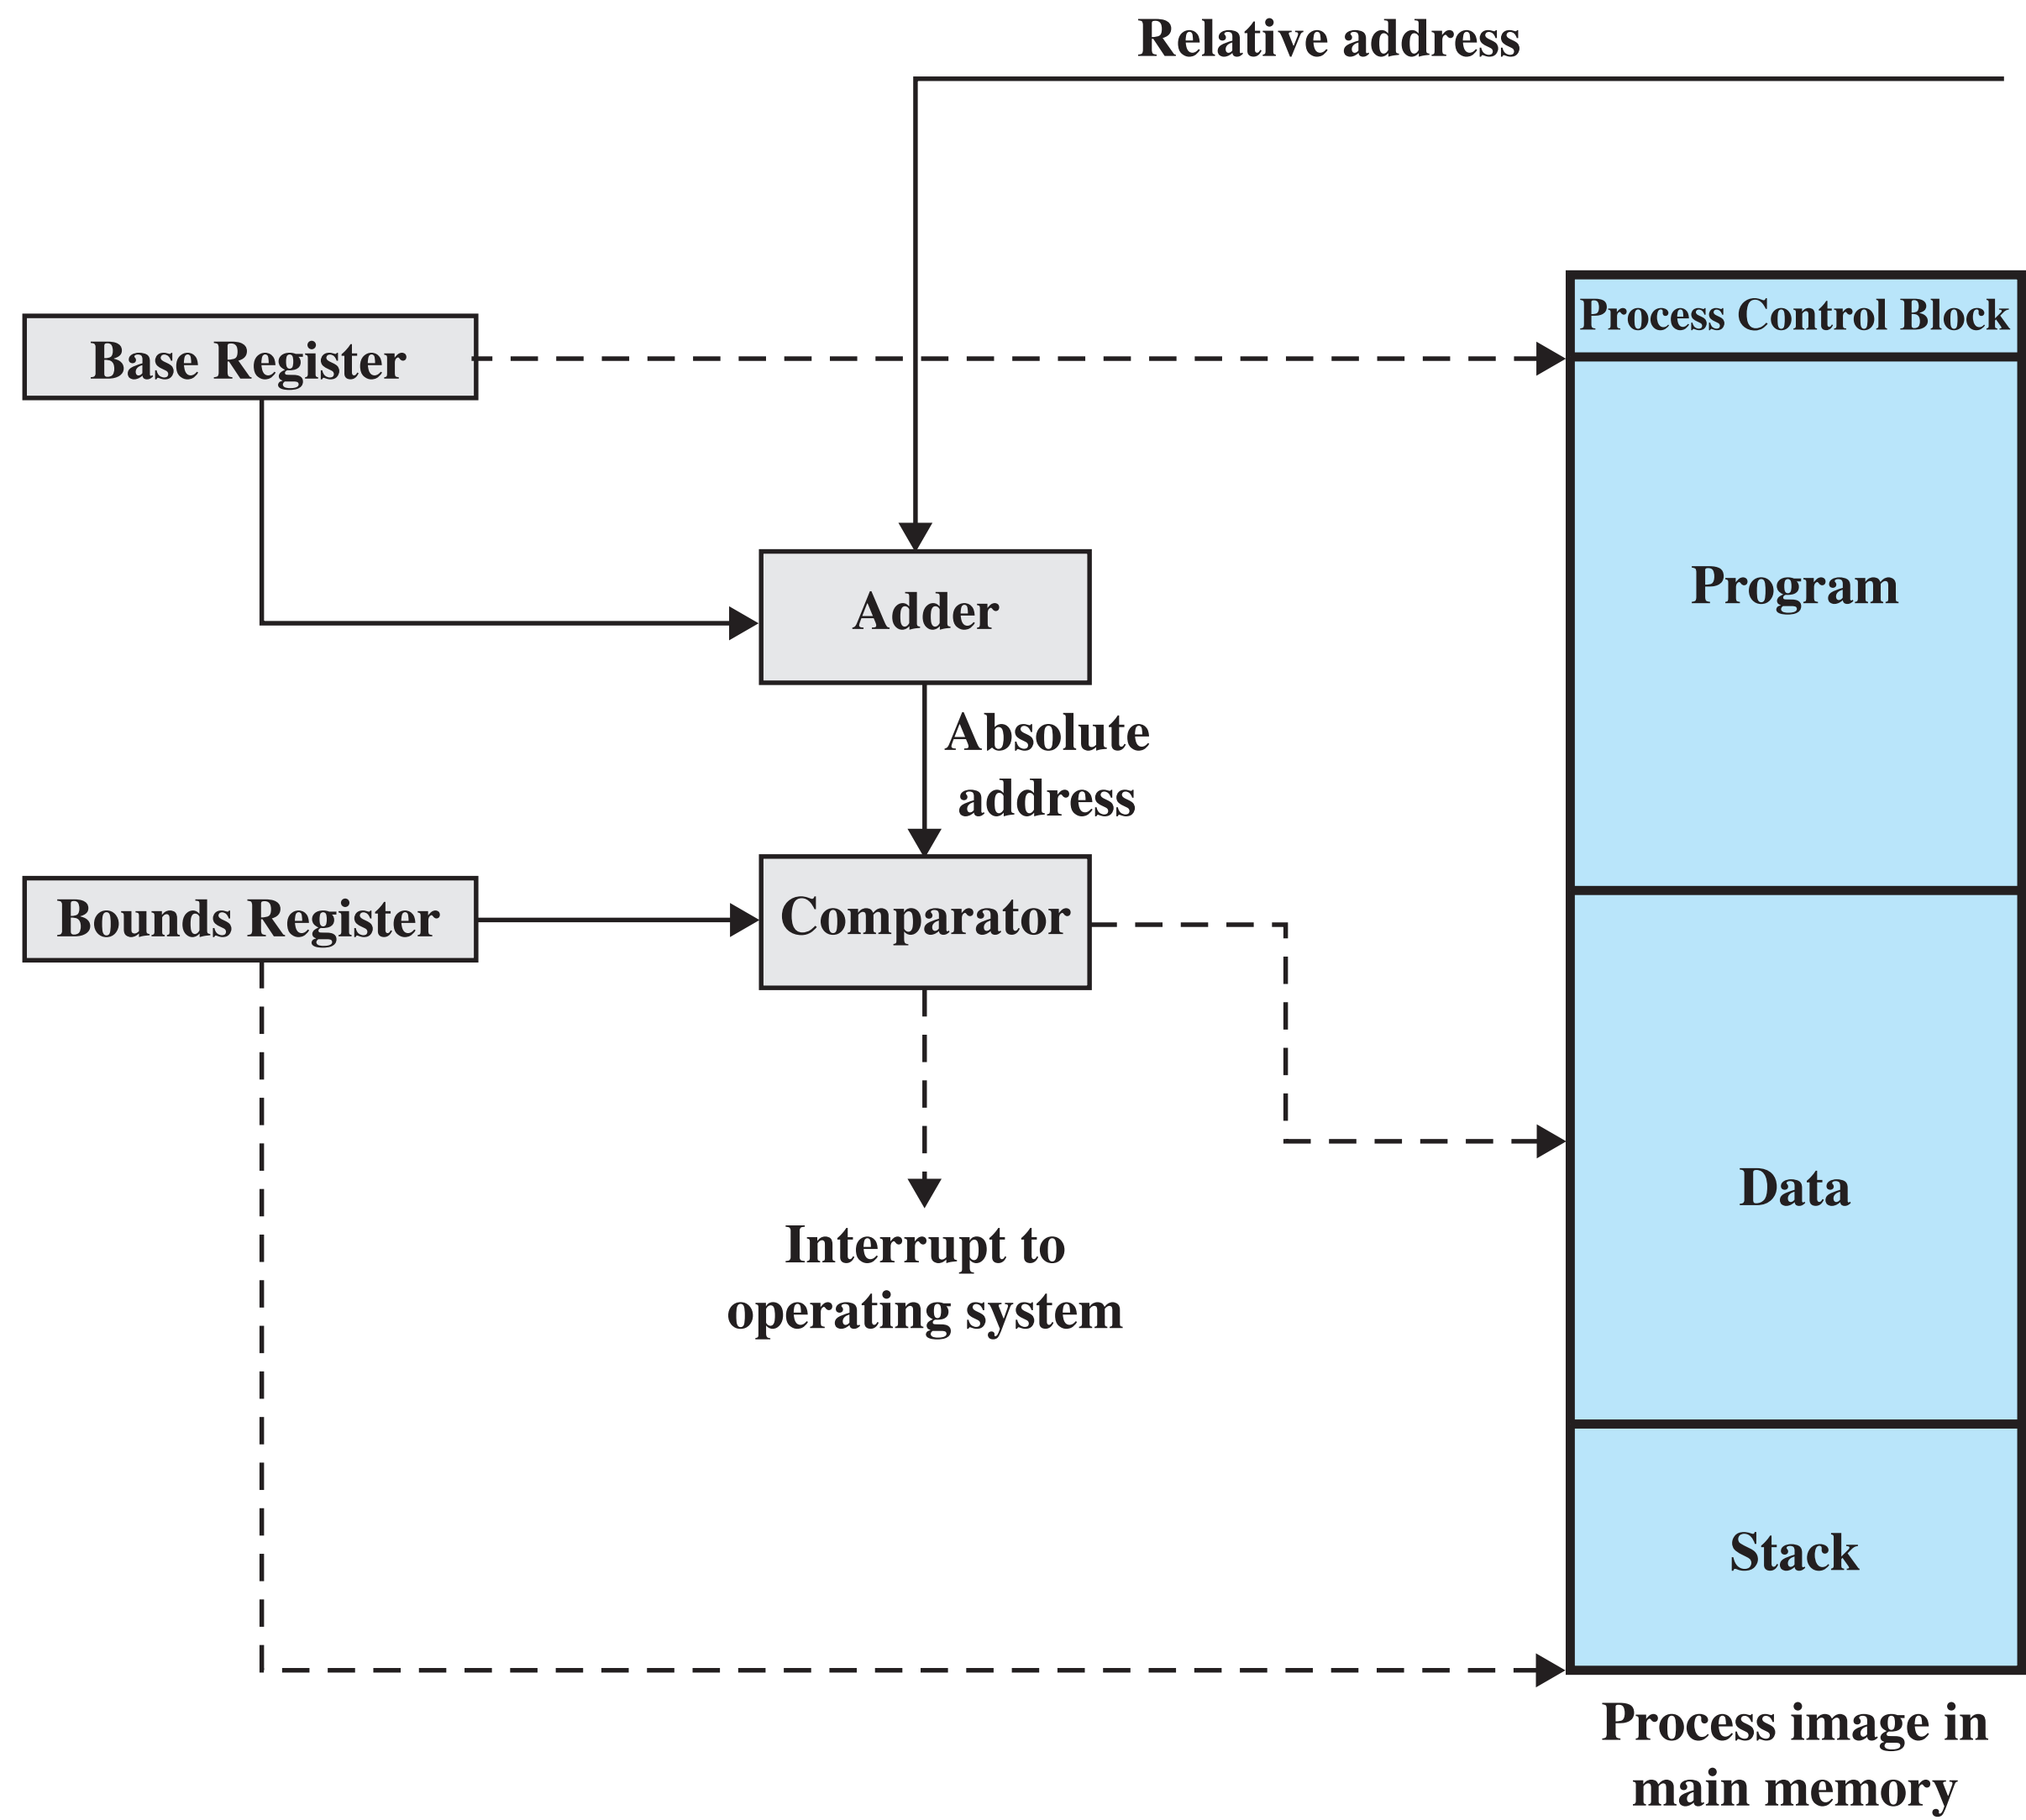 Relative address
Process Control Block
Base Register
Program
Adder
Absolute
address
Bounds Register
Comparator
Data
Interrupt to
operating system
Stack
Process image in
main memory